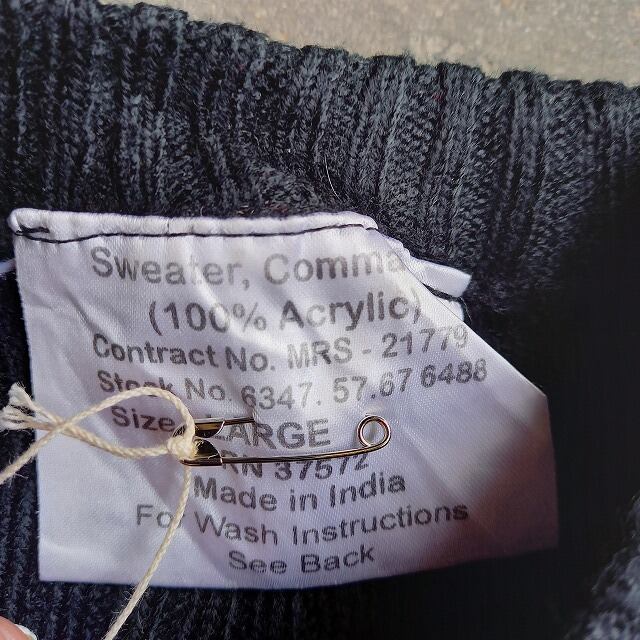 Sweater, Comma
(100% Acrylic)
Contract No. MRS - 21779
Stock No. 6347. 57.67 6488
Size LARGE
RN 37572
Made in India
For Wash Instructions
See Back